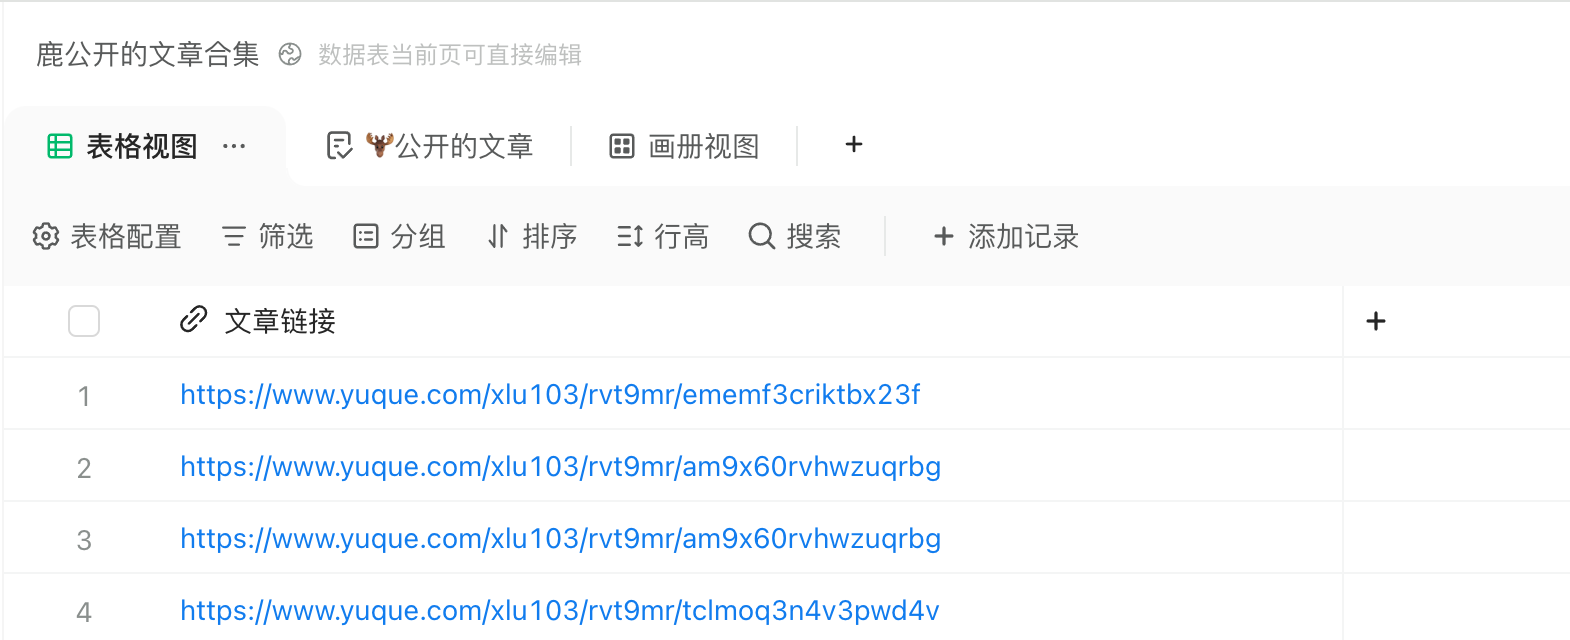 鹿公开的文章合集 数据表当前页可直接编辑
表格视图 ··· 公开的文章 画册视图 +
表格配置 筛选 分组 排序 行高 搜索 + 添加记录
文章链接 +
1 https://www.yuque.com/xlu103/rvt9mr/ememf3criktbx23f
2 https://www.yuque.com/xlu103/rvt9mr/am9x60rvhwzuqrbg
3 https://www.yuque.com/xlu103/rvt9mr/am9x60rvhwzuqrbg
4 https://www.yuque.com/xlu103/rvt9mr/tclmoq3n4v3pwd4v